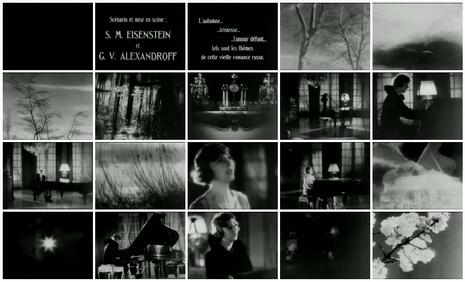 Scénario et mise en scène :
S. M. EISENSTEIN
et
G. V. ALEXANDROFF
L'automne...
...tristesse...
...l'amour défunt...
tels sont les thèmes
de cette vieille romance russe.